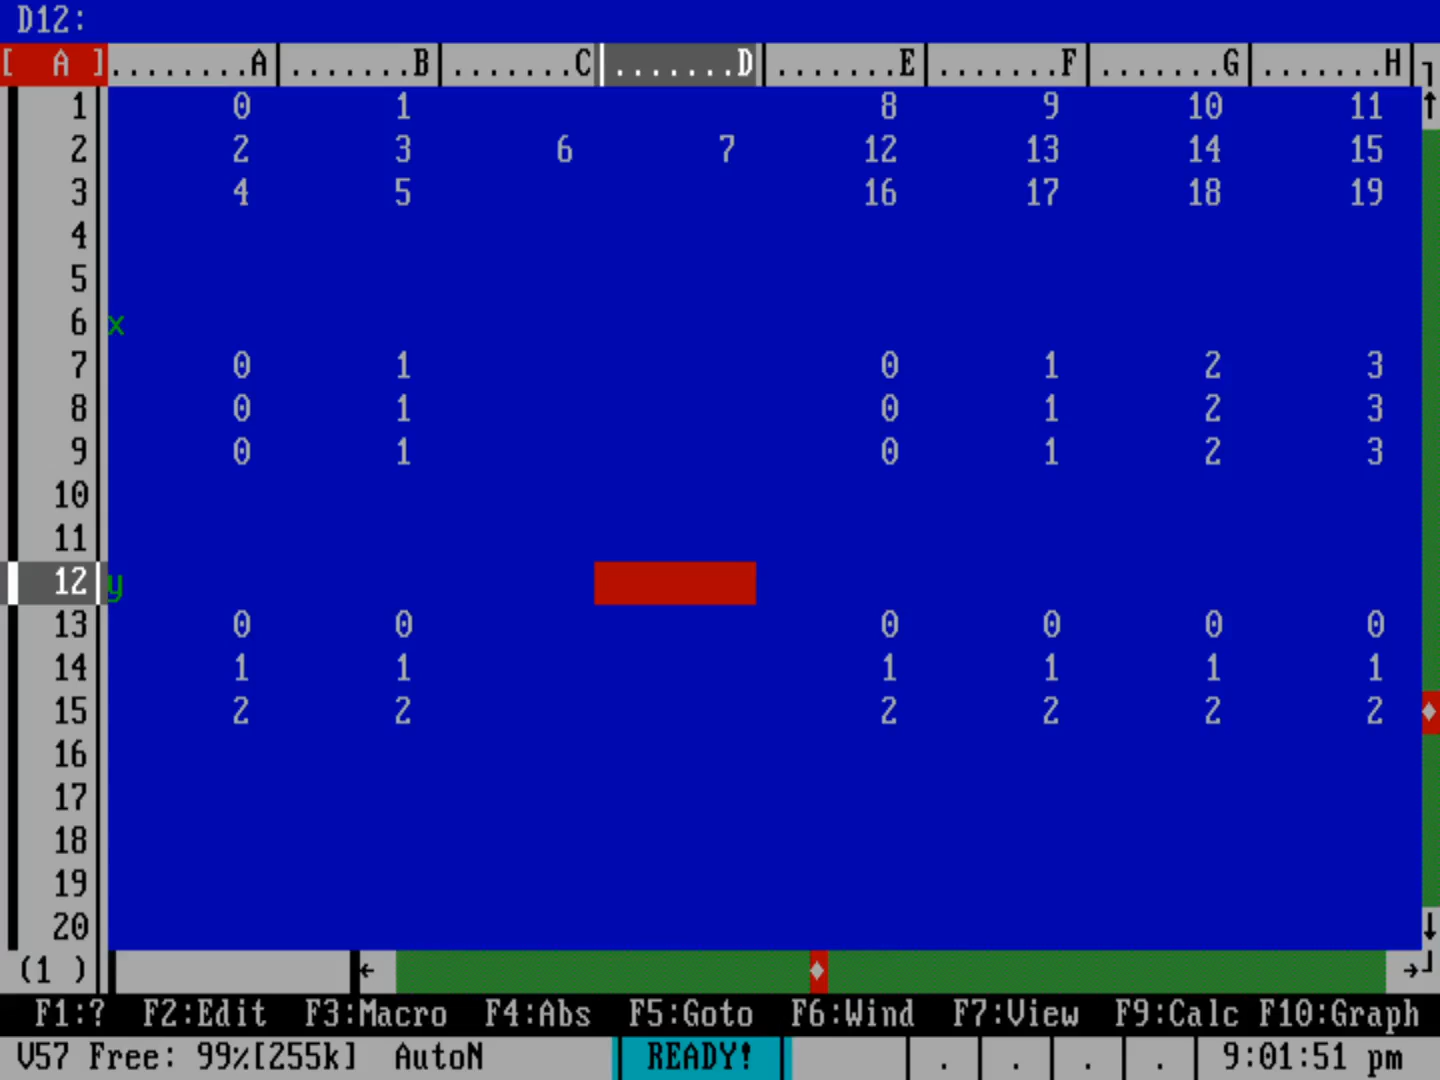 D12:
[ A ]........A .......B .......C .......D .......E .......F .......G .......H
1 0 1 8 9 10 11
2 2 3 6 7 12 13 14 15
3 4 5 16 17 18 19
4
5
6 x
7 0 1 0 1 2 3
8 0 1 0 1 2 3
9 0 1 0 1 2 3
10
11
12 y
13 0 0 0 0 0 0
14 1 1 1 1 1 1
15 2 2 2 2 2 2
16
17
18
19
20
(1 )
F1:? F2:Edit F3:Macro F4:Abs F5:Goto F6:Wind F7:View F9:Calc F10:Graph
V57 Free: 99%[255k] AutoN READY! . . . . 9:01:51 pm